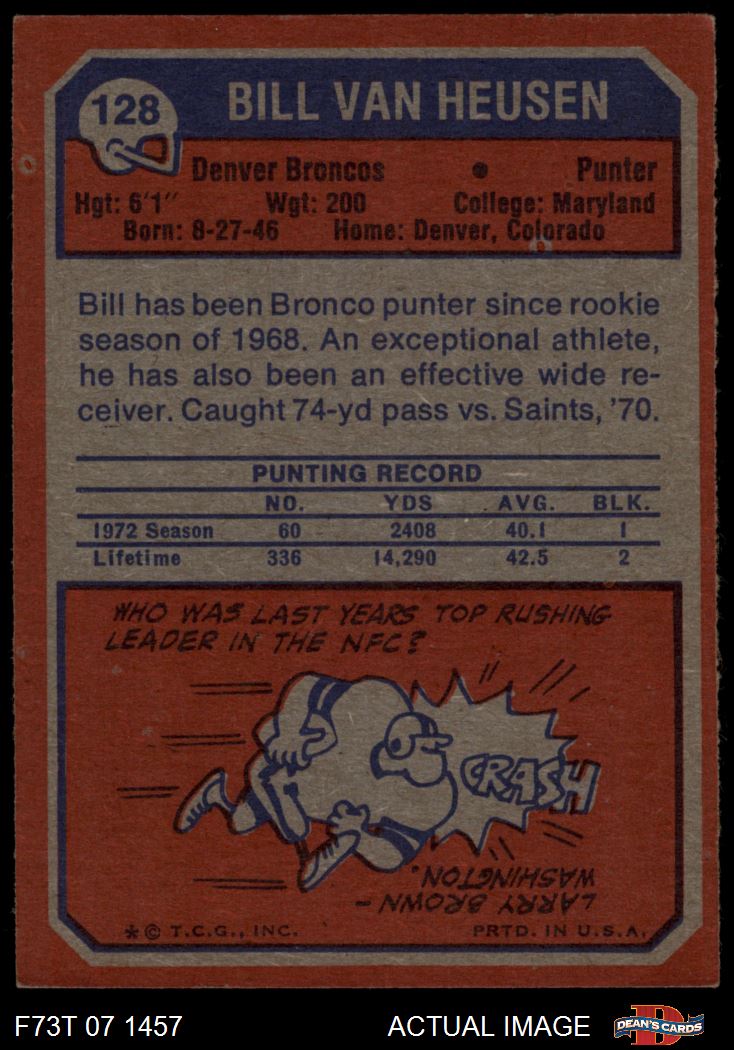 128
BILL VAN HEUSEN
Denver Broncos • Punter
Hgt: 6'1" Wgt: 200 College: Maryland
Born: 8-27-46 Home: Denver, Colorado
Bill has been Bronco punter since rookie
season of 1968. An exceptional athlete,
he has also been an effective wide re-
ceiver. Caught 74-yd pass vs. Saints, '70.
PUNTING RECORD
NO. YDS AVG. BLK.
1972 Season 60 2408 40.1 1
Lifetime 336 14,290 42.5 2
WHO WAS LAST YEARS TOP RUSHING
LEADER IN THE NFC?
CRASH
LARRY BROWN –
WASHINGTON.
*© T.C.G., INC. PRTD. IN U.S.A.
F73T 07 1457 ACTUAL IMAGE
D
DEAN'S CARDS